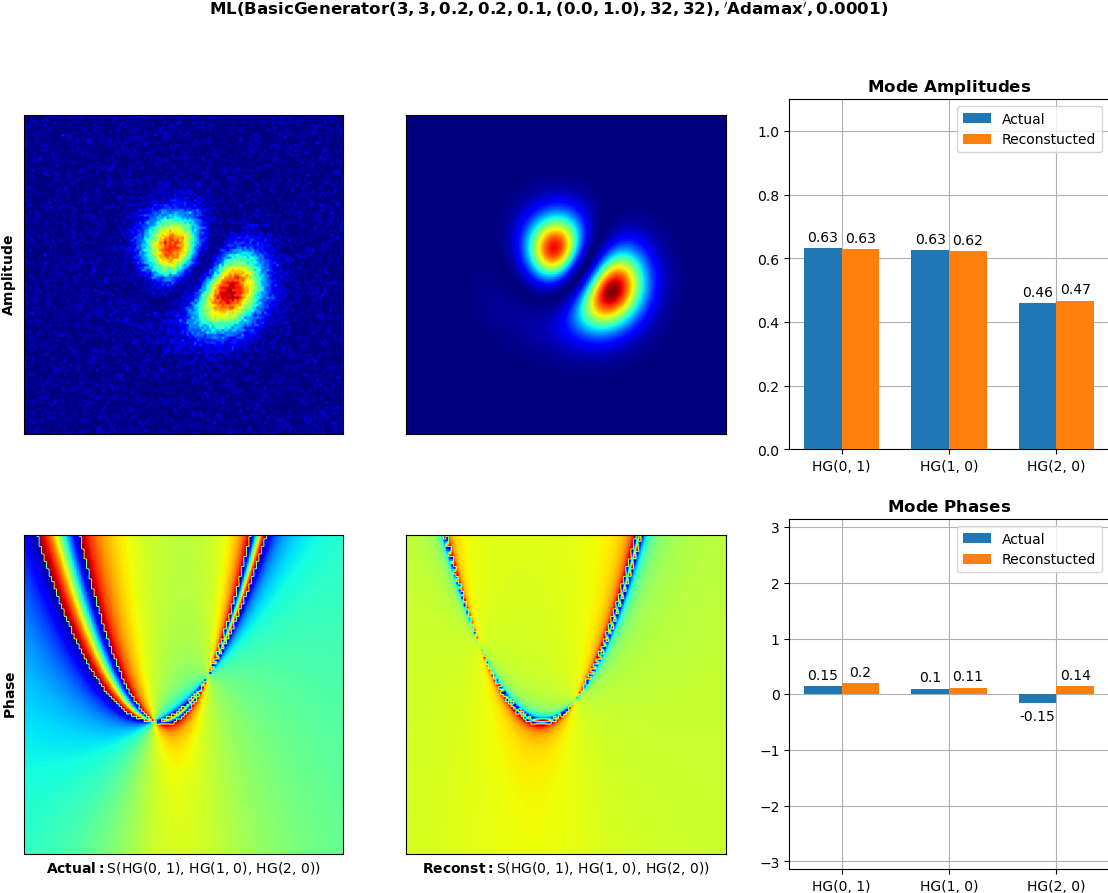 ML(BasicGenerator(3, 3, 0.2, 0.2, 0.1, (0.0, 1.0), 32, 32), ′Adamax′, 0.0001)
Amplitude
Mode Amplitudes
Actual
Reconstucted
1.0
0.8
0.6
0.4
0.2
0.0
0.63
0.63
0.63
0.62
0.46
0.47
HG(0, 1)
HG(1, 0)
HG(2, 0)
Phase
Actual: S(HG(0, 1), HG(1, 0), HG(2, 0))
Reconst: S(HG(0, 1), HG(1, 0), HG(2, 0))
Mode Phases
Actual
Reconstucted
3
2
1
0
−1
−2
−3
0.15
0.2
0.1
0.11
-0.15
0.14
HG(0, 1)
HG(1, 0)
HG(2, 0)